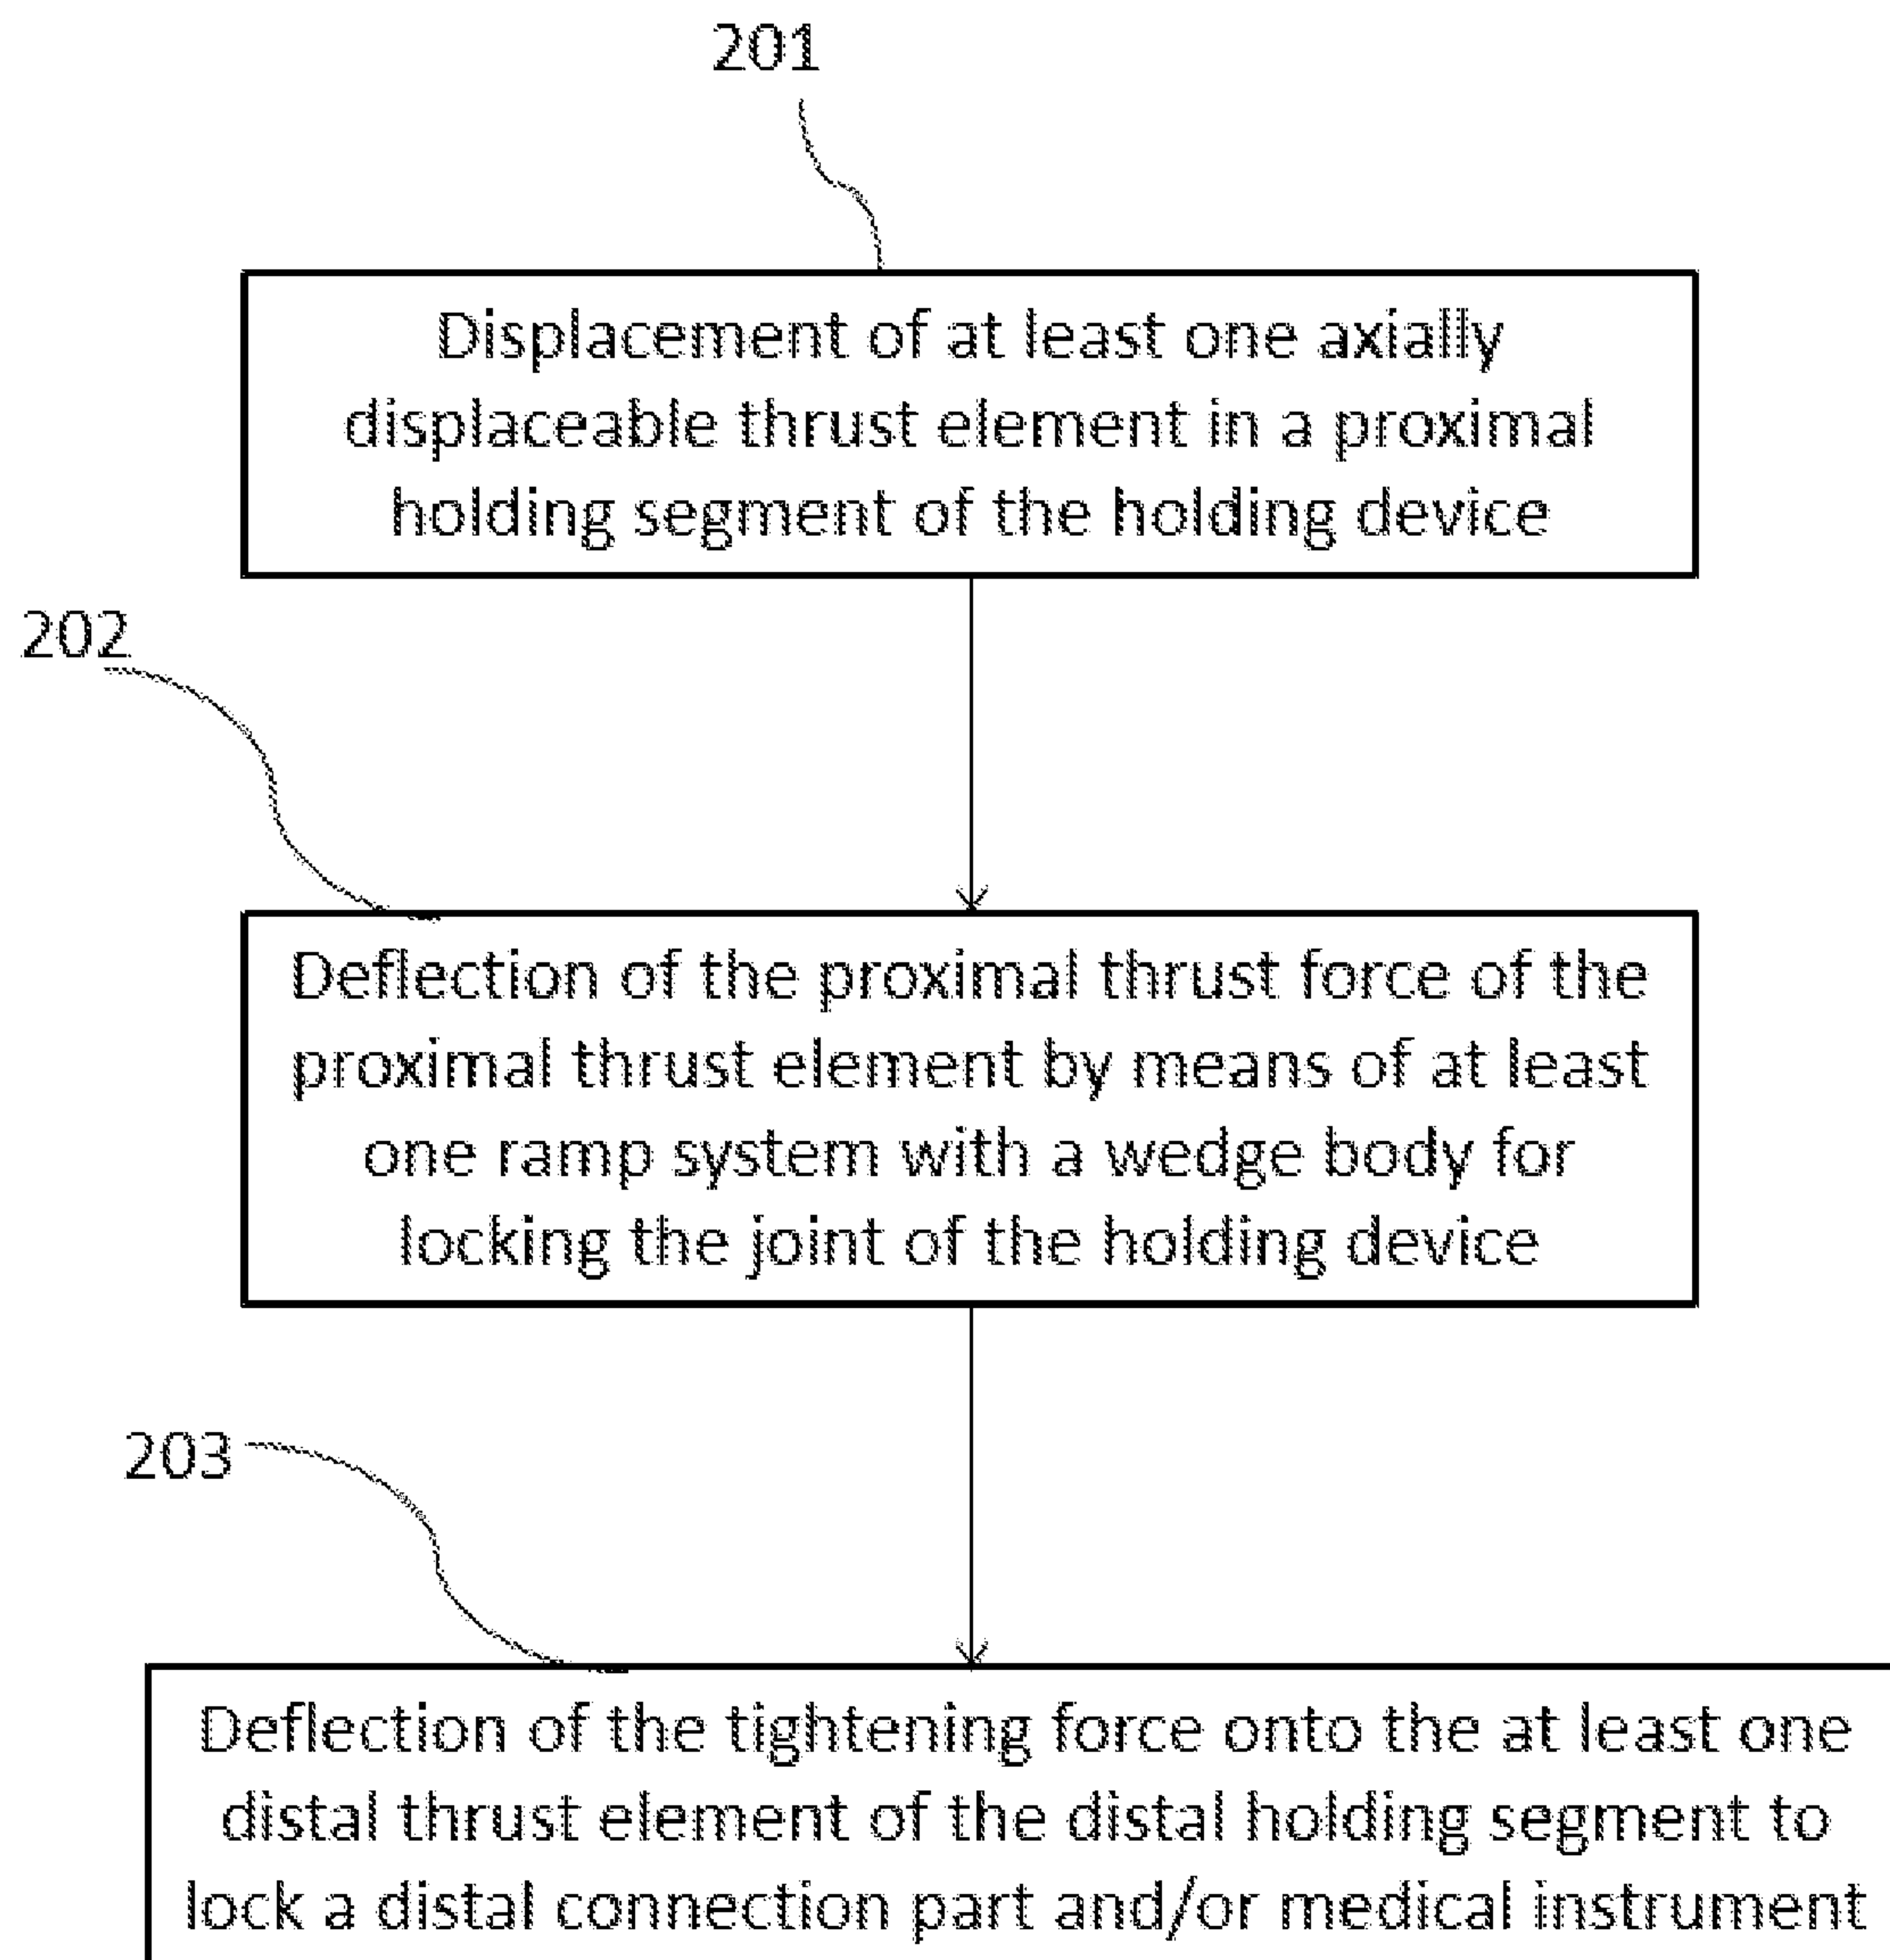 201
Displacement of at least one axially
displaceable thrust element in a proximal
holding segment of the holding device
202
Deflection of the proximal thrust force of the
proximal thrust element by means of at least
one ramp system with a wedge body for
locking the joint of the holding device
203
Deflection of the tightening force onto the at least one
distal thrust element of the distal holding segment to
lock a distal connection part and/or medical instrument